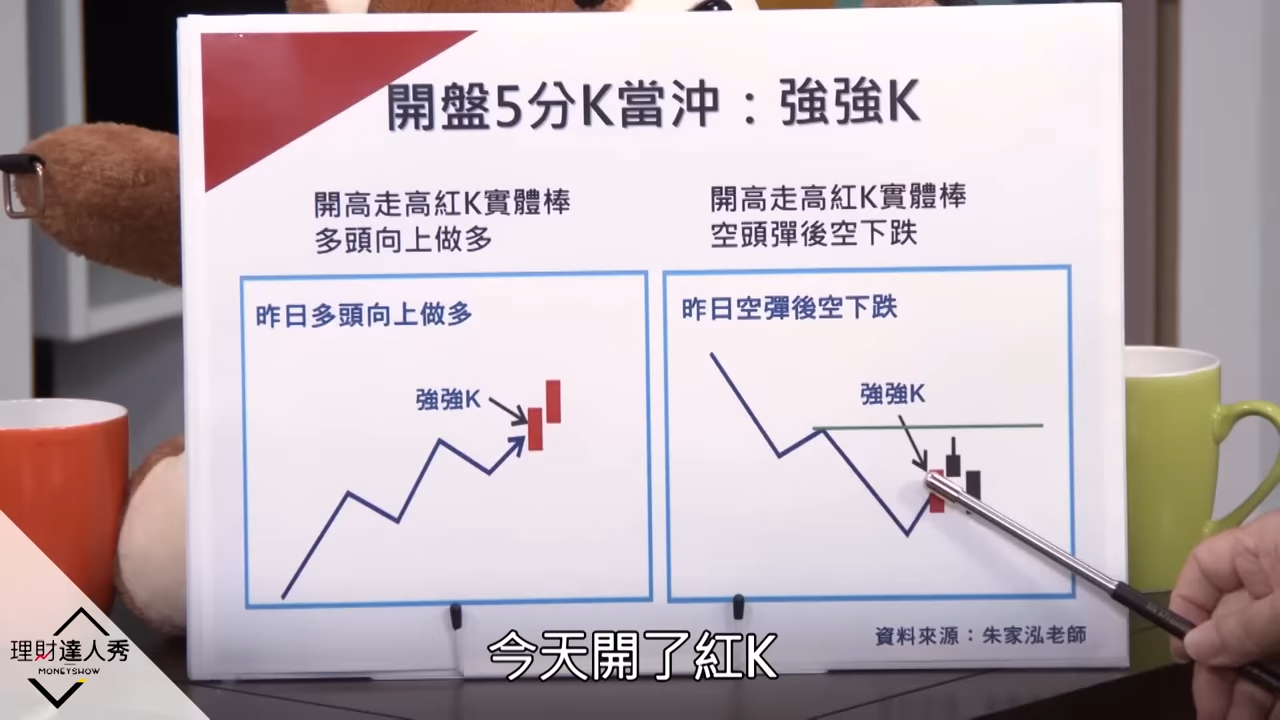 開盤5分K當沖：強強K
開高走高紅K實體棒
多頭向上做多
開高走高紅K實體棒
空頭彈後空下跌
昨日多頭向上做多
強強K
昨日空彈後空下跌
強強K
資料來源：朱家泓老師
理財達人秀
MONEYSHOW
今天開了紅K